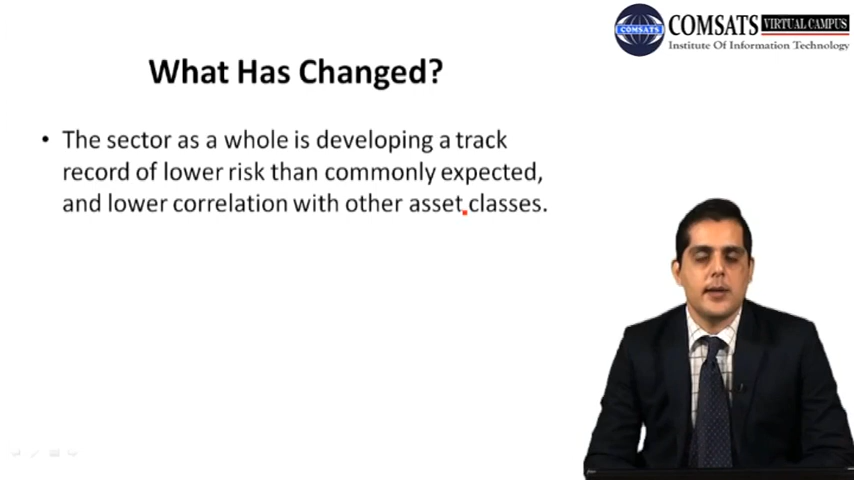 COMSATS
COMSATS VIRTUAL CAMPUS
Institute Of Information Technology
What Has Changed?
• The sector as a whole is developing a track
record of lower risk than commonly expected,
and lower correlation with other asset classes.